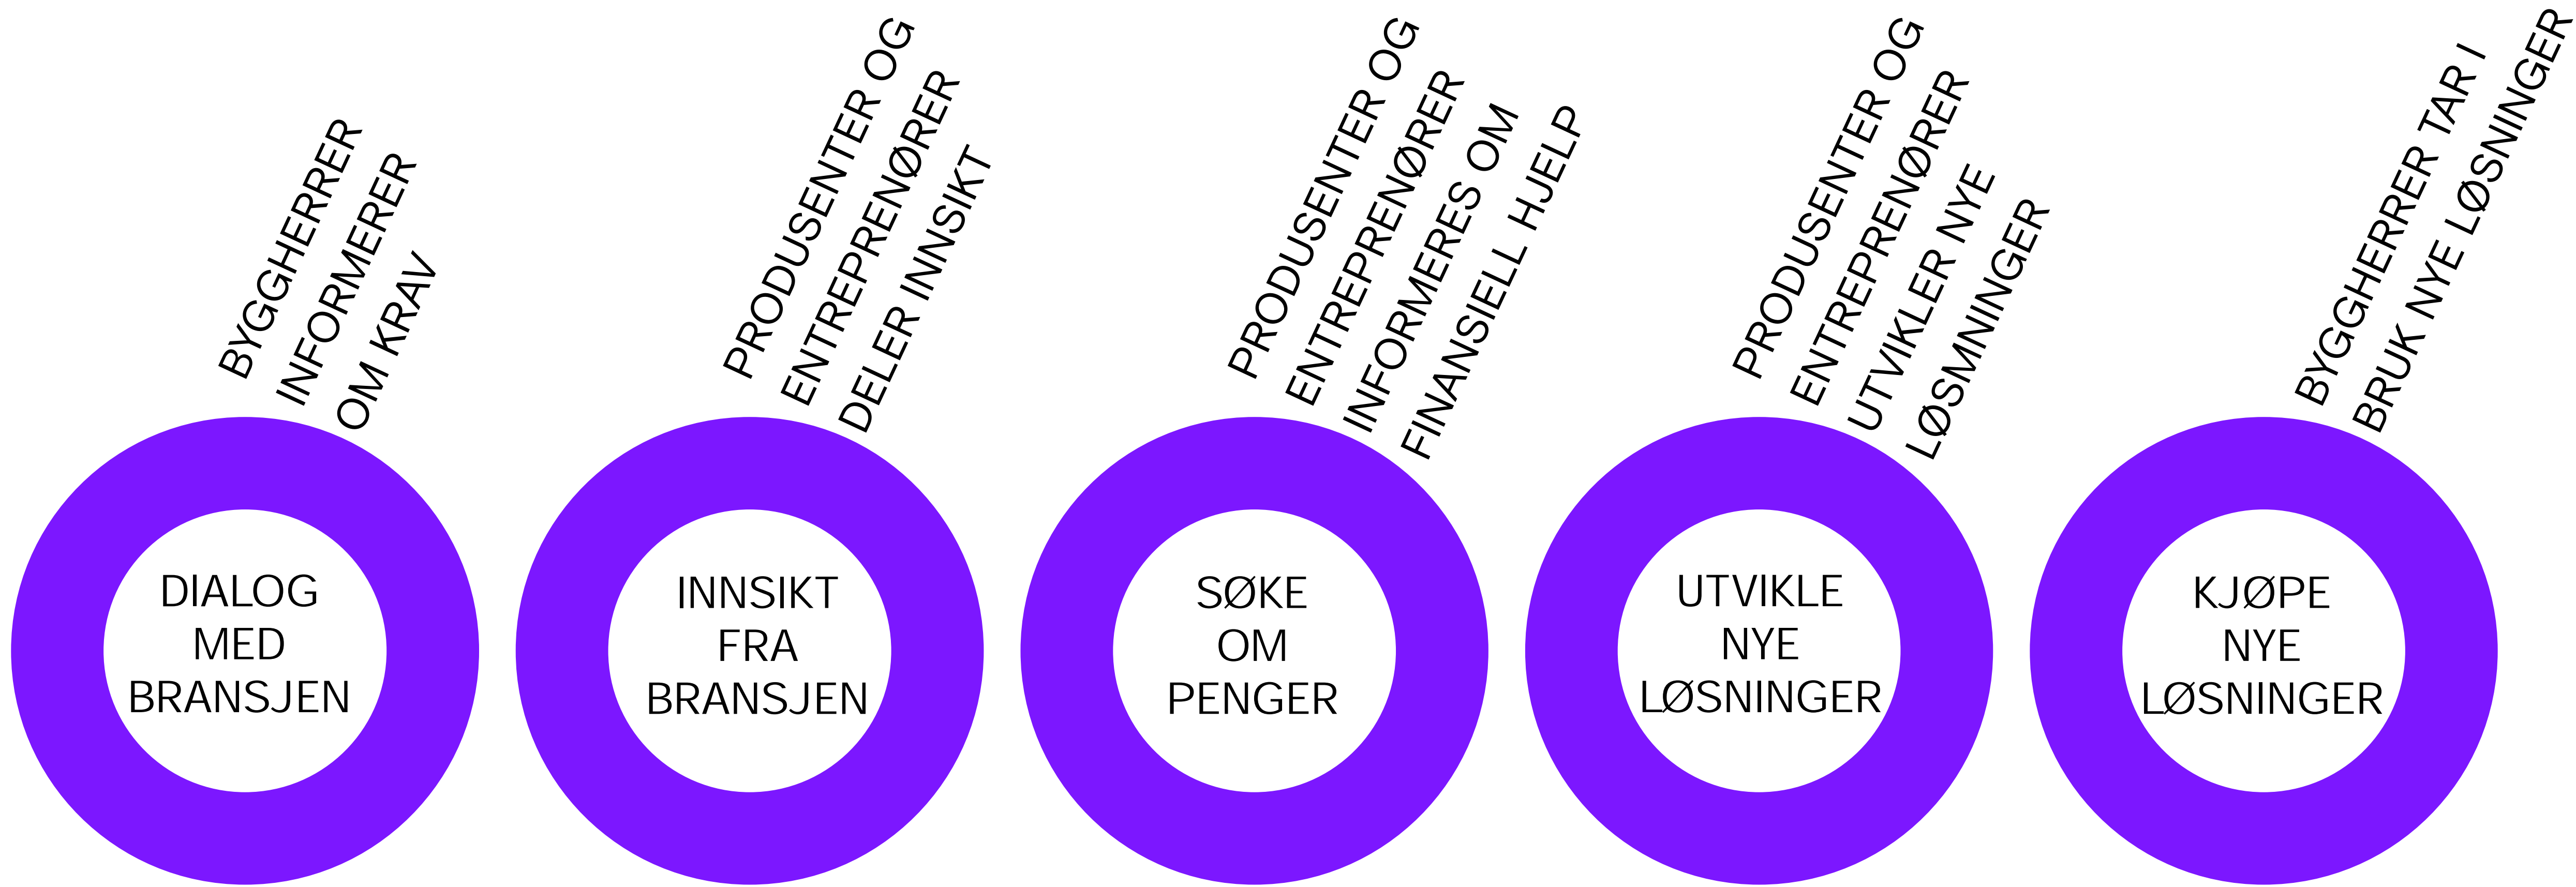 BYGGHERRER
INFORMERER
OM KRAV
DIALOG
MED
BRANSJEN
PRODUSENTER OG
ENTREPRENØRER
DELER INNSIKT
INNSIKT
FRA
BRANSJEN
PRODUSENTER OG
ENTREPRENØRER
INFORMERES OM
FINANSIELL HJELP
SØKE
OM
PENGER
PRODUSENTER OG
ENTREPRENØRER
UTVIKLER NYE
LØSMNINGER
UTVIKLE
NYE
LØSNINGER
BYGGHERRER TAR I
BRUK NYE LØSNINGER
KJØPE
NYE
LØSNINGER